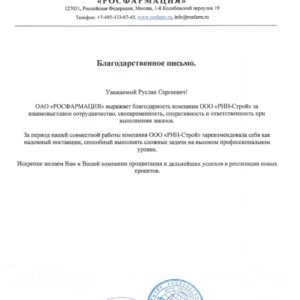 «РОСФАРМАЦИЯ»
127051, Российская Федерация, Москва, 1-й Колобовский переулок 19
Телефон: +7-495-133-07-45, www.rosfarm.ru, info@rosfarm.ru
Благодарственное письмо.
Уважаемый Руслан Сергеевич!
ОАО «РОСФАРМАЦИЯ» выражает благодарность компании ООО «РИН-Строй» за
взаимовыгодное сотрудничество, своевременность, оперативность и ответственность при
выполнении заказов.
За период нашей совместной работы компания ООО «РИН-Строй» зарекомендовала себя как
надежный поставщик, способный выполнять сложные задачи на высоком профессиональном
уровне.
Искренне желаем Вам и Вашей компании процветания и дальнейших успехов в реализации новых
проектов.